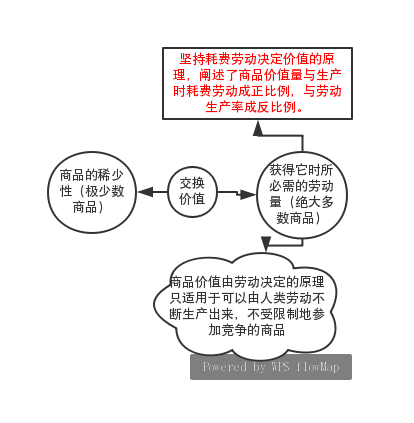 坚持耗费劳动决定价值的原
理，阐述了商品价值量与生产
时耗费劳动成正比例，与劳动
生产率成反比例。
商品的稀少
性（极少数
商品）
交换
价值
获得它时所
必需的劳动
量（绝大多
数商品）
商品价值由劳动决定的原理
只适用于可以由人类劳动不
断生产出来，不受限制地参
加竞争的商品
Powered by WPS flowMap